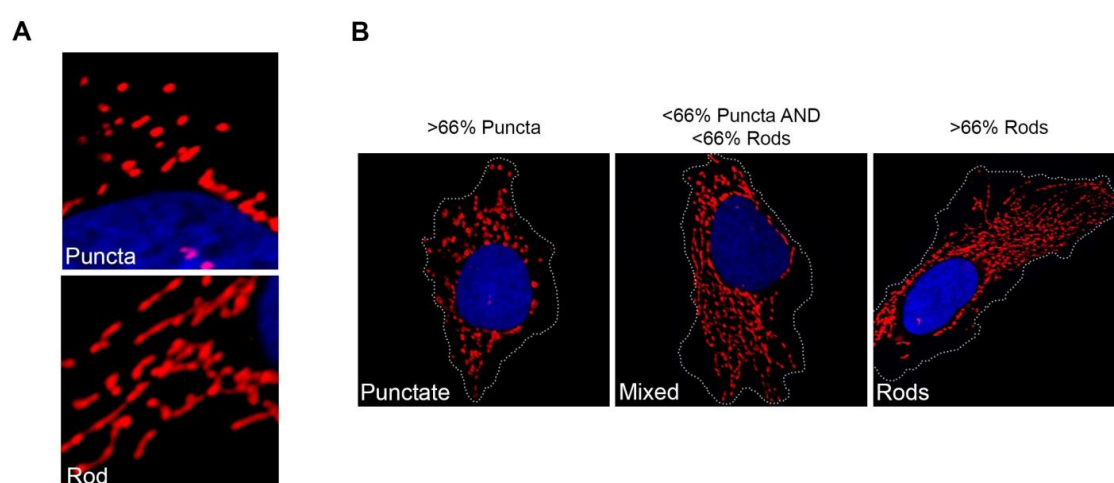 A
B
>66% Puncta
<66% Puncta AND
<66% Rods
>66% Rods
Puncta
Rod
Punctate
Mixed
Rods